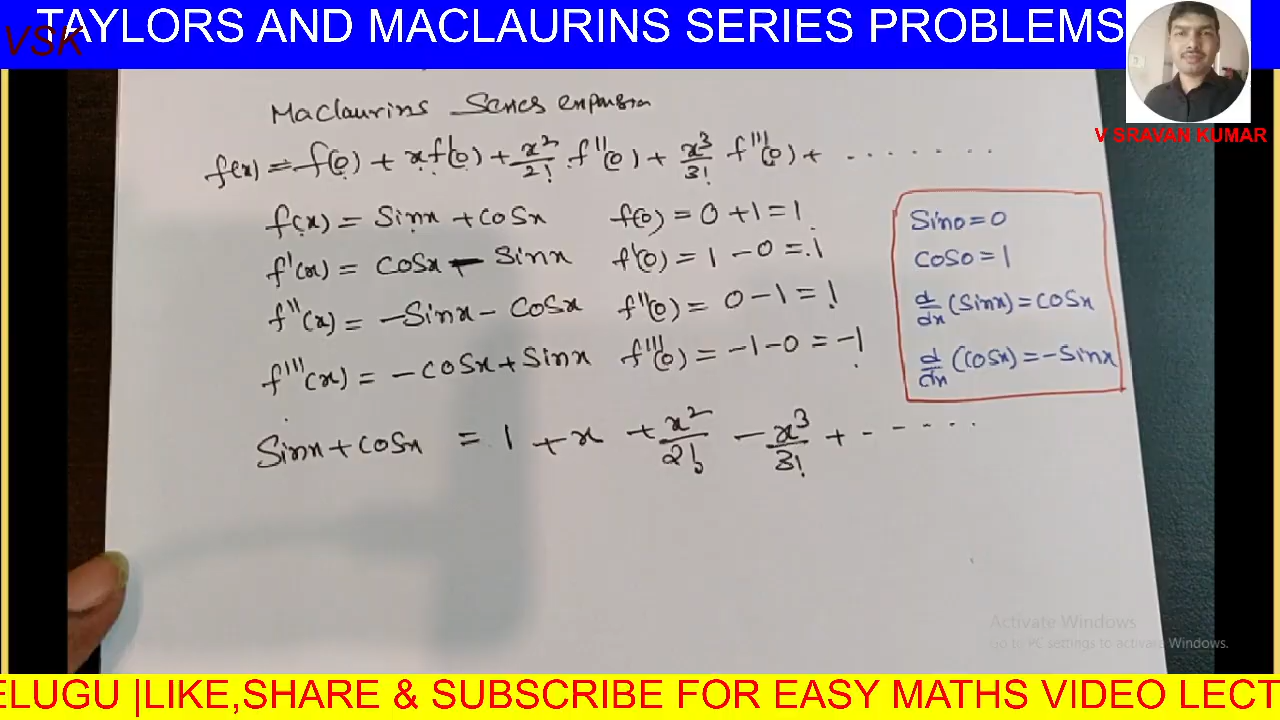 TAYLORS AND MACLAURINS SERIES PROBLEMS
VSK
V SRAVAN KUMAR
Maclaurins Series expansion
f(x) = f(0) + xf'(0) + x²/2! f''(0) + x³/3! f'''(0) + .......
f(x) = Sinx + Cosx f(0) = 0 + 1 = 1
f'(x) = Cosx - Sinx f'(0) = 1 - 0 = 1
f''(x) = -Sinx - Cosx f''(0) = 0 - 1 = 1
f'''(x) = -Cosx + Sinx f'''(0) = -1 - 0 = -1
Sinx + Cosx = 1 + x + x²/2! - x³/3! + ------
Sin0 = 0
Cos0 = 1
d/dx (Sinx) = Cosx
d/dx (Cosx) = -Sinx
Activate Windows
Go to PC settings to activate Windows.
ELUGU |LIKE,SHARE & SUBSCRIBE FOR EASY MATHS VIDEO LECT